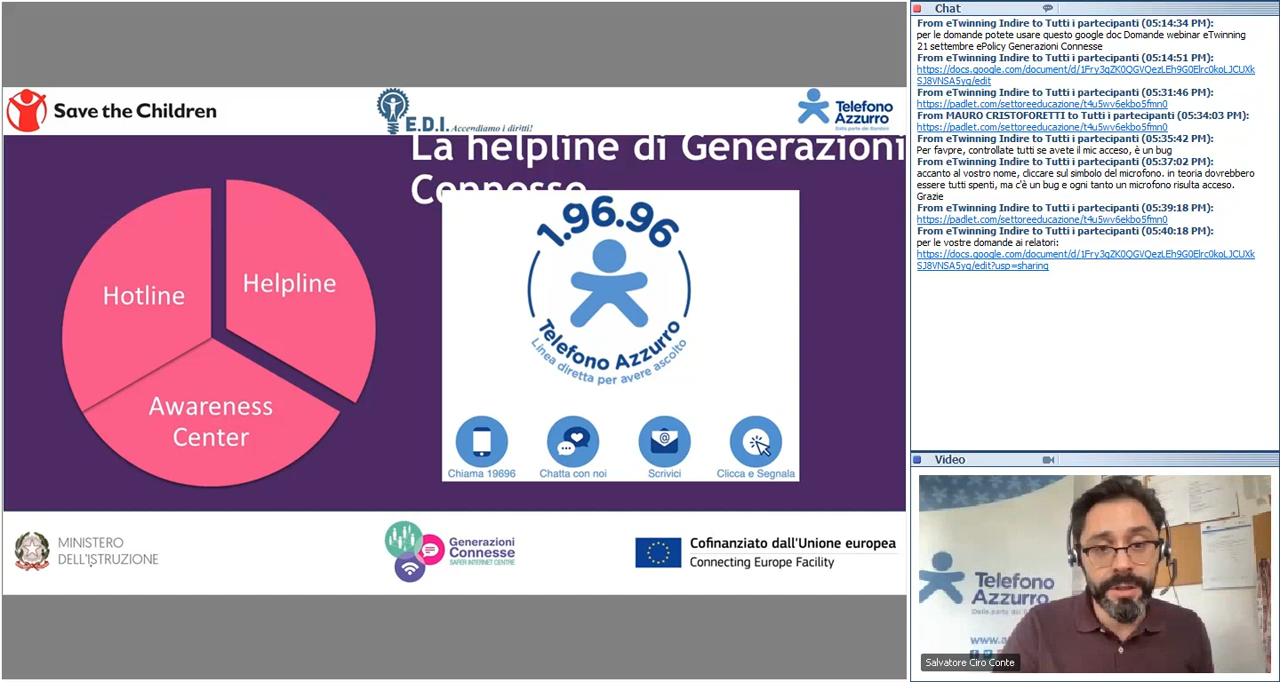 Save the Children
E.D.I. Accendiamo i diritti!
Telefono
Azzurro
Dalla parte dei Bambini
La helpline di Generazioni
Connesse
Hotline
Helpline
Awareness
Center
1.96.96
Telefono Azzurro
Linea diretta per avere ascolto
Chiama 19696
Chatta con noi
Scrivici
Clicca e Segnala
MINISTERO
DELL'ISTRUZIONE
Generazioni
Connesse
SAFER INTERNET CENTRE
Cofinanziato dall'Unione europea
Connecting Europe Facility
Chat
From eTwinning Indire to Tutti i partecipanti (05:14:34 PM):
per le domande potete usare questo google doc Domande webinar eTwinning
21 settembre ePolicy Generazioni Connesse
From eTwinning Indire to Tutti i partecipanti (05:14:51 PM):
https://docs.google.com/document/d/1Fry3gZK0QGVQezLEh9G0Elrc0koLJCUXk
SJ8VNSA5yg/edit
From eTwinning Indire to Tutti i partecipanti (05:31:46 PM):
https://padlet.com/settoreeducazione/t4u5wv6ekbo5fmn0
From MAURO CRISTOFORETTI to Tutti i partecipanti (05:34:03 PM):
https://padlet.com/settoreeducazione/t4u5wv6ekbo5fmn0
From eTwinning Indire to Tutti i partecipanti (05:35:42 PM):
Per favpre, controllate tutti se avete il mic acceso, è un bug
From eTwinning Indire to Tutti i partecipanti (05:37:02 PM):
accanto al vostro nome, cliccare sul simbolo del microfono. in teoria dovrebbero
essere tutti spenti, ma c'è un bug e ogni tanto un microfono risulta acceso.
Grazie
From eTwinning Indire to Tutti i partecipanti (05:39:18 PM):
https://padlet.com/settoreeducazione/t4u5wv6ekbo5fmn0
From eTwinning Indire to Tutti i partecipanti (05:40:18 PM):
per le vostre domande ai relatori:
https://docs.google.com/document/d/1Fry3gZK0QGVQezLEh9G0Elrc0koLJCUXk
SJ8VNSA5yg/edit?usp=sharing
Video
Telefono
Azzurro
Dalla parte dei
www.a
Salvatore Ciro Conte